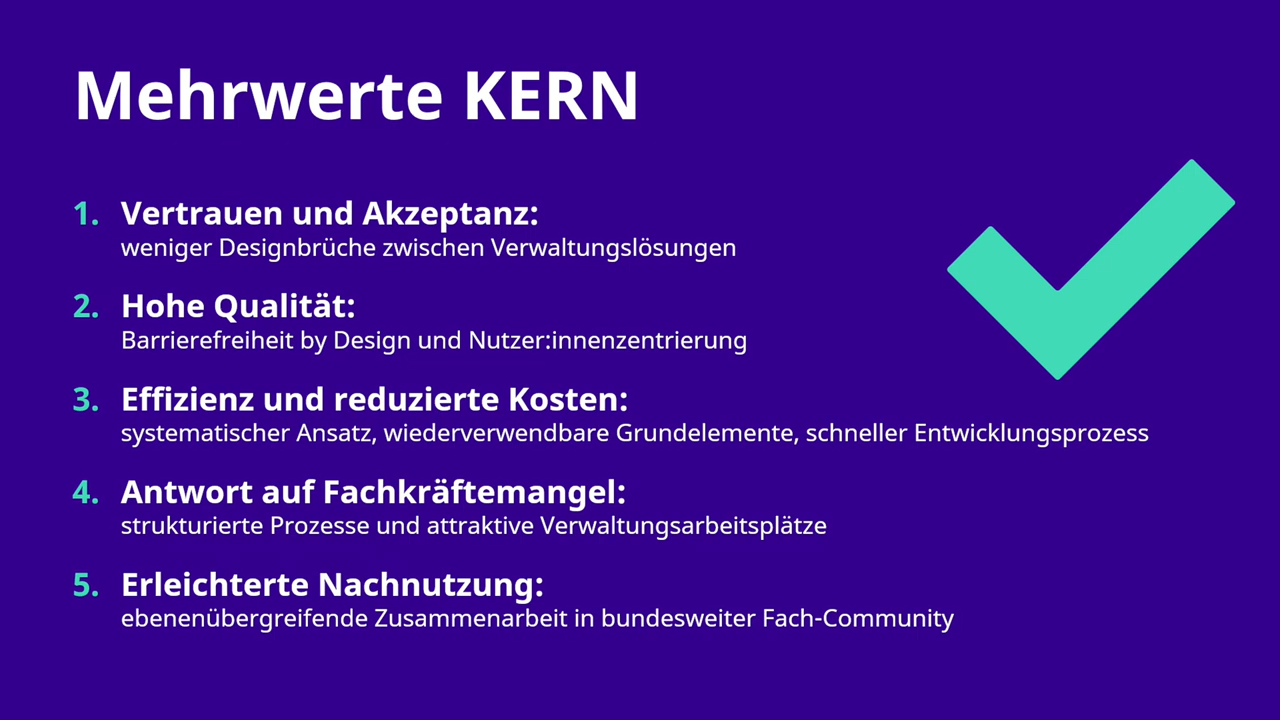 Mehrwerte KERN
1. Vertrauen und Akzeptanz:
weniger Designbrüche zwischen Verwaltungslösungen
2. Hohe Qualität:
Barrierefreiheit by Design und Nutzer:innenzentrierung
3. Effizienz und reduzierte Kosten:
systematischer Ansatz, wiederverwendbare Grundelemente, schneller Entwicklungsprozess
4. Antwort auf Fachkräftemangel:
strukturierte Prozesse und attraktive Verwaltungsarbeitsplätze
5. Erleichterte Nachnutzung:
ebenenübergreifende Zusammenarbeit in bundesweiter Fach-Community